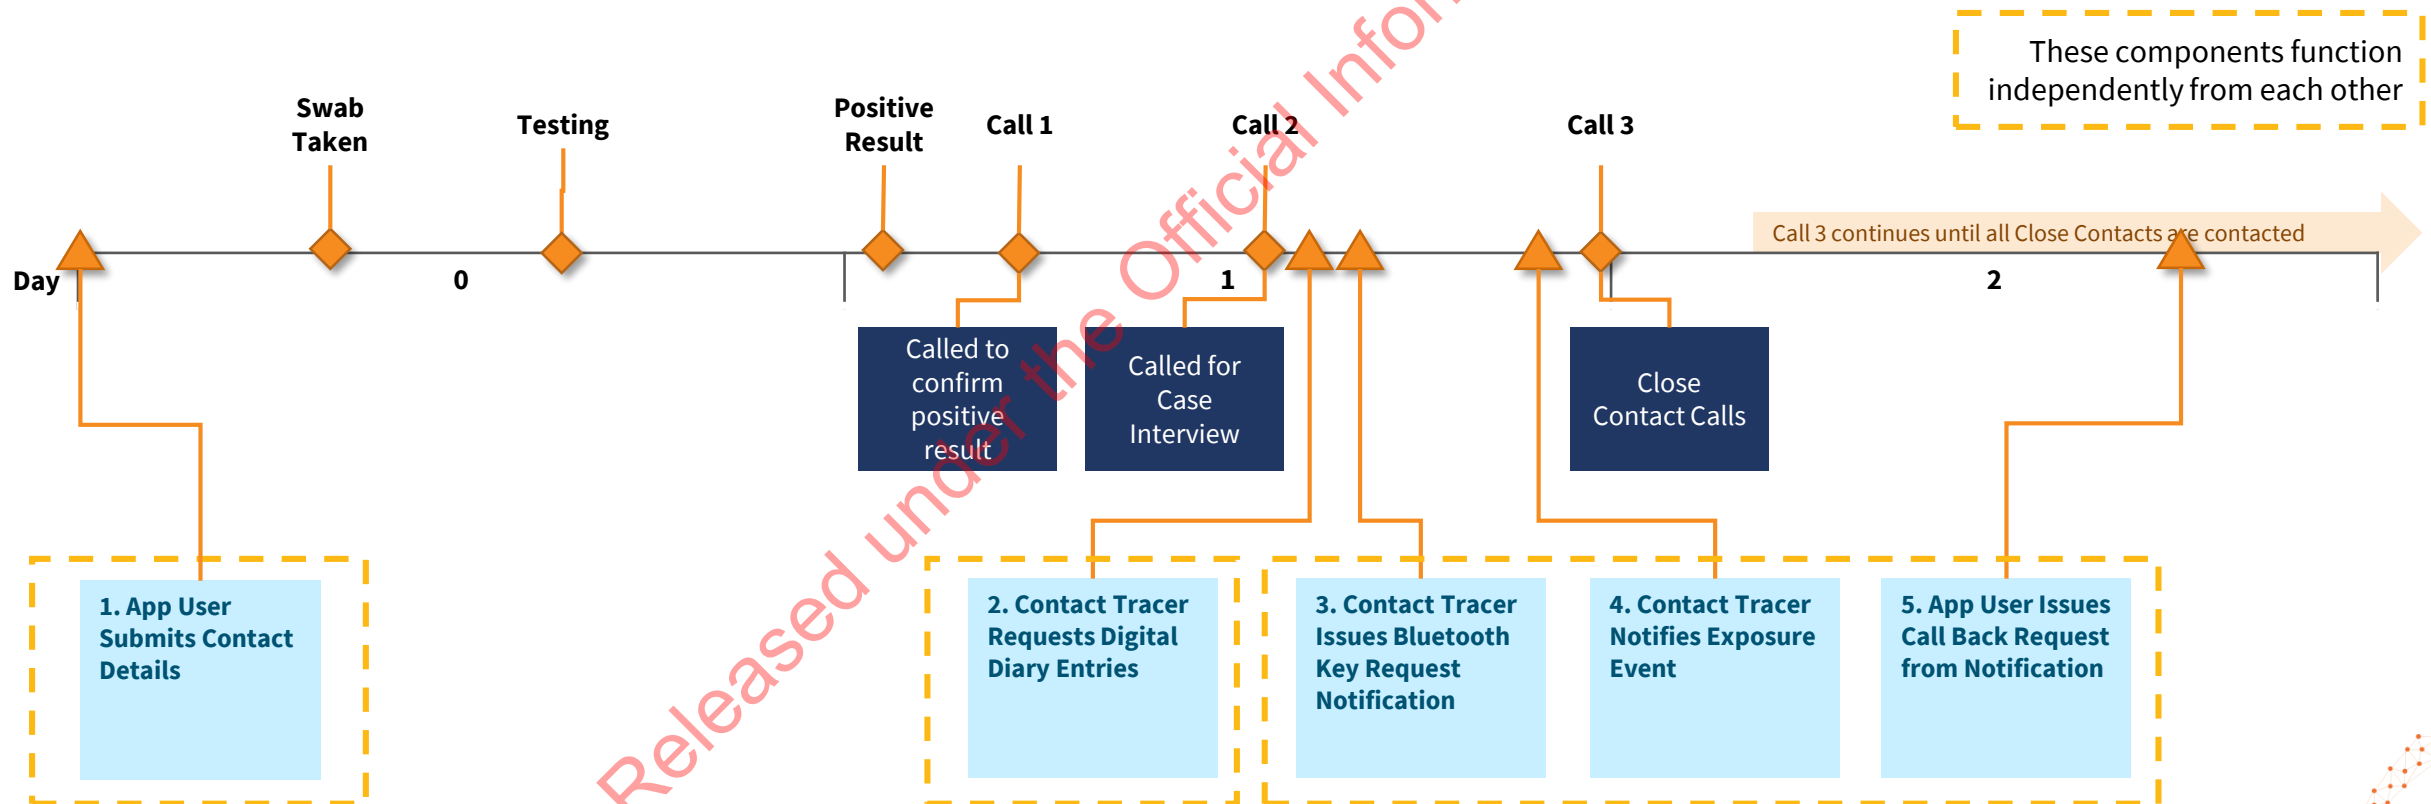 These components function
independently from each other
Swab
Taken
Testing
Positive
Result
Call 1
Call 2
Call 3
Call 3 continues until all Close Contacts are contacted
Day
0
1
2
Called to
confirm
positive
result
Called for
Case
Interview
Close
Contact Calls
1. App User
Submits Contact
Details
2. Contact Tracer
Requests Digital
Diary Entries
3. Contact Tracer
Issues Bluetooth
Key Request
Notification
4. Contact Tracer
Notifies Exposure
Event
5. App User Issues
Call Back Request
from Notification
Released under the Official Infor